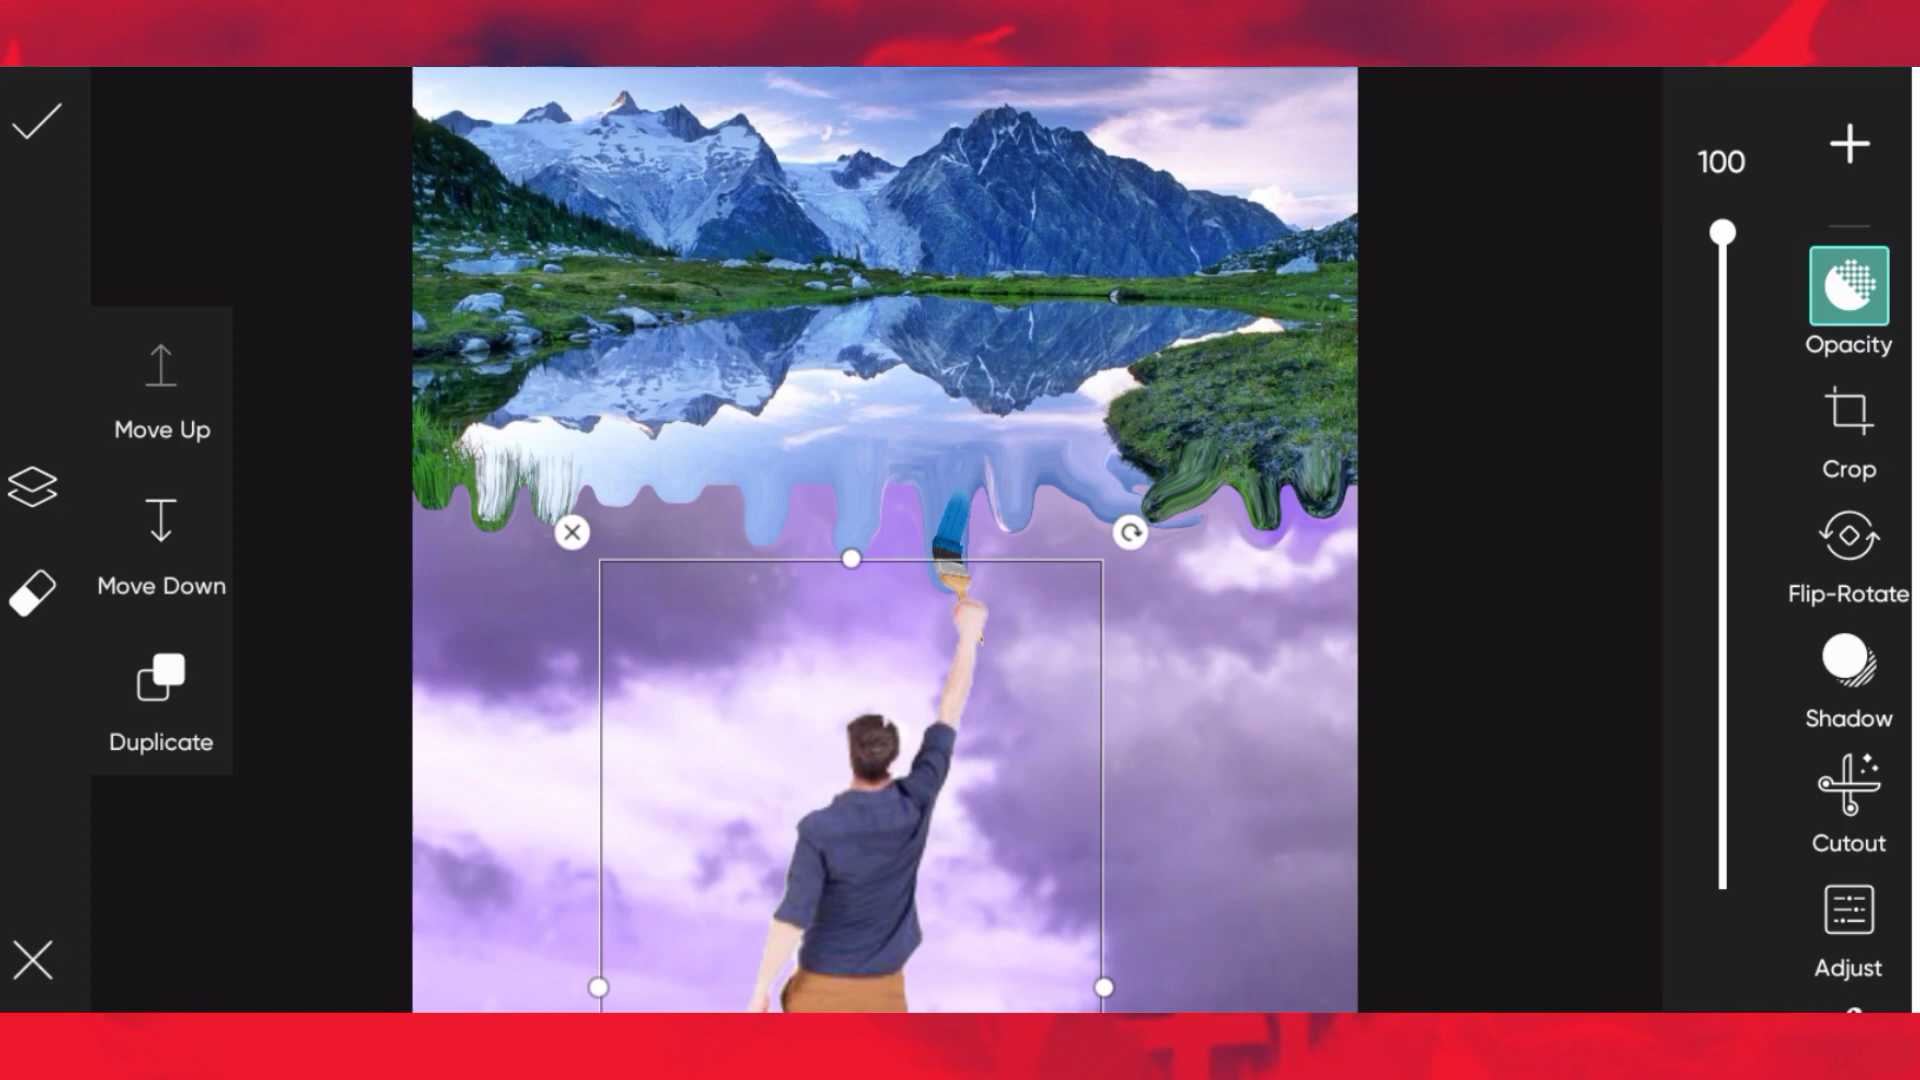 Move Up
Move Down
Duplicate
100
Opacity
Crop
Flip-Rotate
Shadow
Cutout
Adjust